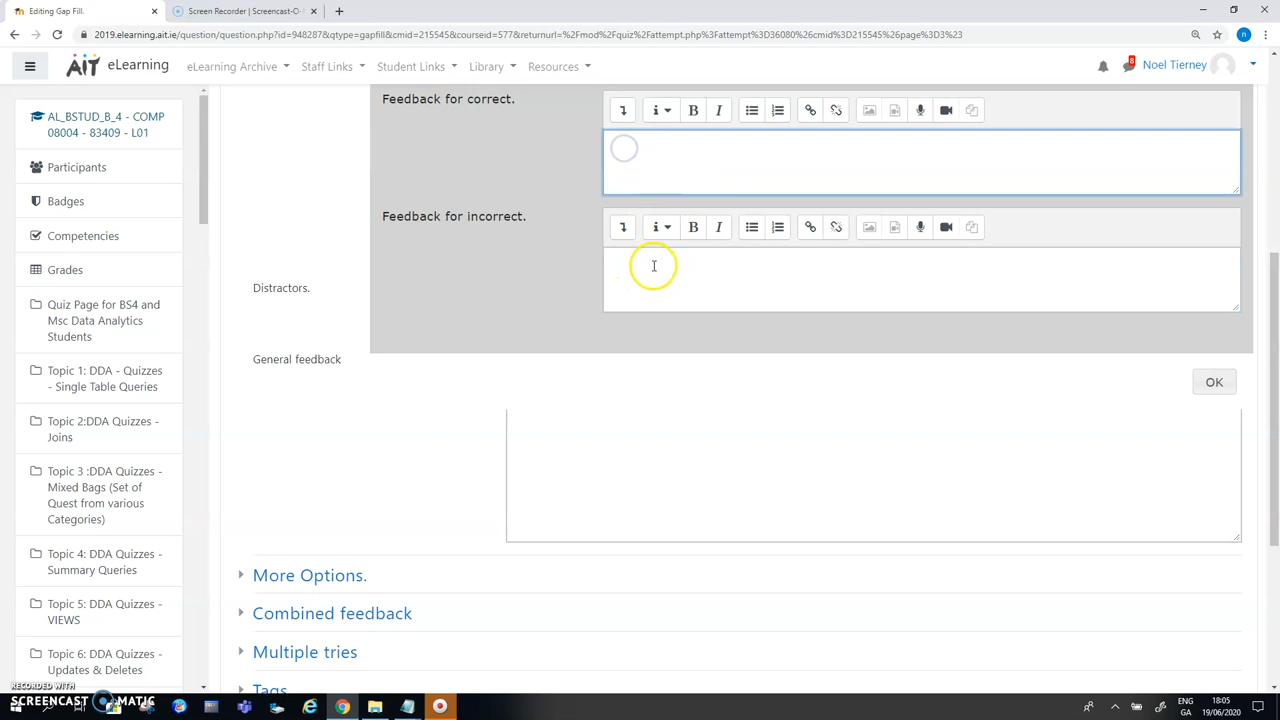 Editing Gap Fill.
Screen Recorder | Screencast-O-
2019.elearning.ait.ie/question/question.php?id=948287&qtype=gapfill&cmid=215545&courseid=577&returnurl=%2Fmod%2Fquiz%2Fattempt.php%3Fattempt%3D36080%26cmid%3D215545%26page%3D3%23
n
AIT eLearning
eLearning Archive
Staff Links
Student Links
Library
Resources
8
Noel Tierney
AL_BSTUD_B_4 - COMP
08004 - 83409 - L01
Participants
Badges
Competencies
Grades
Quiz Page for BS4 and
Msc Data Analytics
Students
Topic 1: DDA - Quizzes
- Single Table Queries
Topic 2:DDA Quizzes -
Joins
Topic 3 :DDA Quizzes -
Mixed Bags (Set of
Quest from various
Categories)
Topic 4: DDA Quizzes -
Summary Queries
Topic 5: DDA Quizzes -
VIEWS
Topic 6: DDA Quizzes -
Updates & Deletes
Feedback for correct.
B I
Feedback for incorrect.
B I
Distractors.
General feedback
OK
More Options.
Combined feedback
Multiple tries
Tags
RECORDED WITH
SCREENCAST MATIC
ENG
GA
18:05
19/06/2020